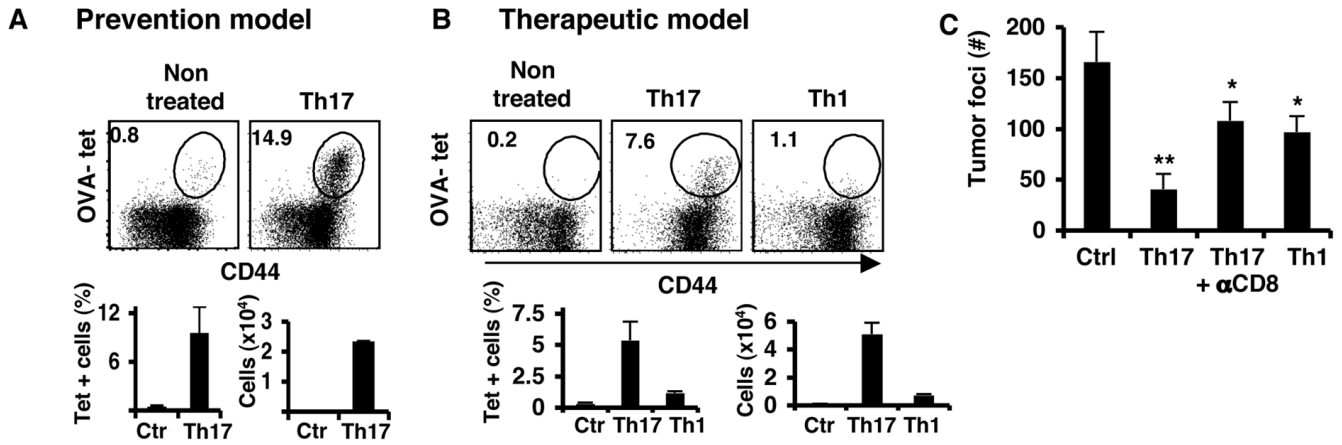 A Prevention model
Non treated
Th17
OVA- tet
0.8
14.9
CD44
Tet + cells (%)
12
6
Ctr Th17
Cells (x10⁴)
3
2
1
Ctr Th17
B Therapeutic model
Non treated
Th17
Th1
OVA- tet
0.2
7.6
1.1
CD44
Tet + cells (%)
7.5
5
2.5
0
Ctr Th17 Th1
Cells (x10⁴)
6
4
2
0
Ctr Th17 Th1
C
Tumor foci (#)
200
150
100
50
0
**
*
*
Ctrl Th17 Th17 Th1
+ αCD8